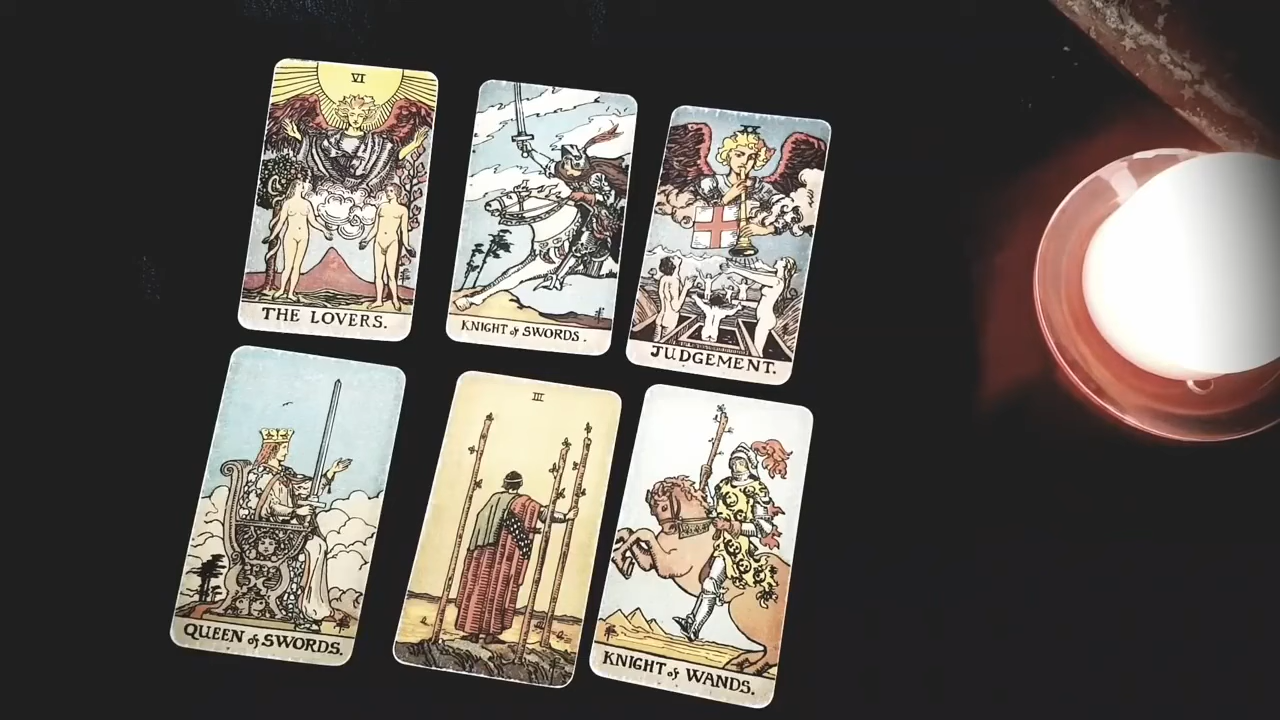 VI
THE LOVERS.
KNIGHT of SWORDS.
JUDGEMENT.
QUEEN of SWORDS.
III
KNIGHT of WANDS.